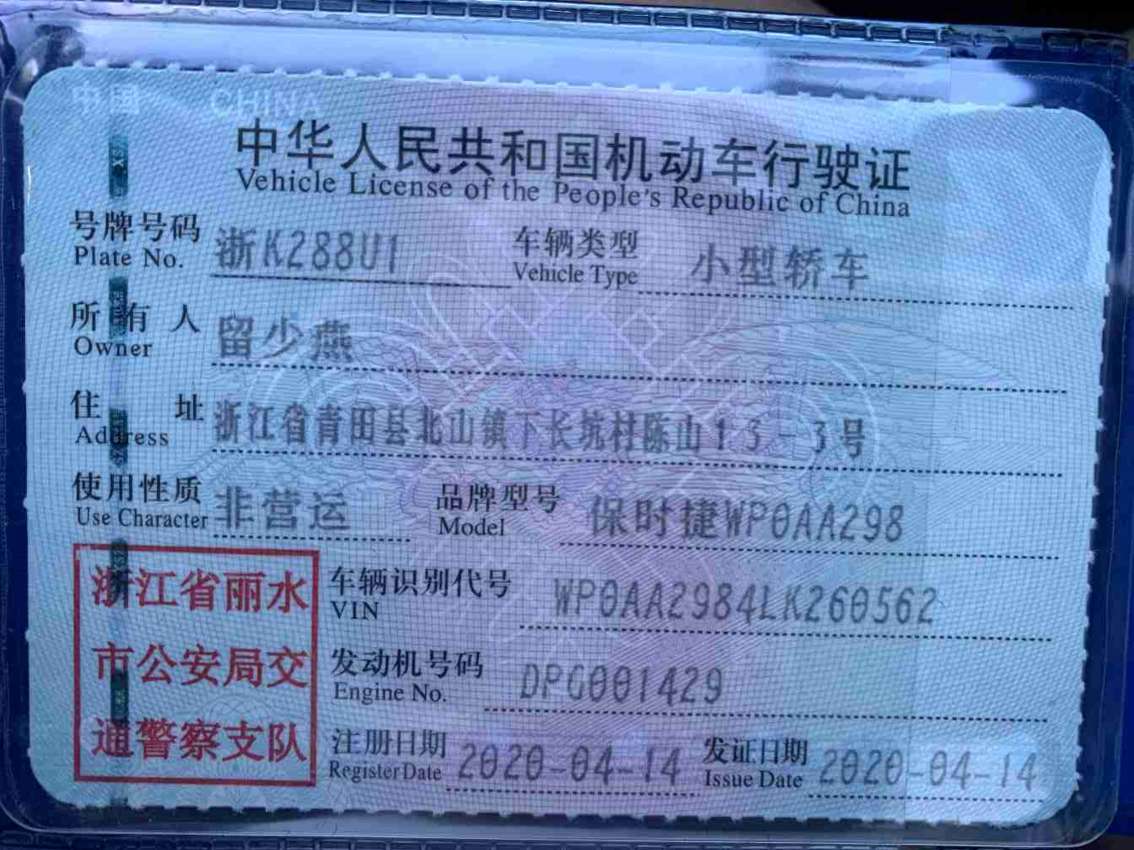 中国 CHINA
中华人民共和国机动车行驶证
Vehicle License of the People's Republic of China
号牌号码 浙K288U1 车辆类型 小型轿车
Plate No. Vehicle Type
所有人 留少燕
Owner
住址 浙江省青田县北山镇下长坑村陈山13-3号
Address
使用性质 非营运 品牌型号 保时捷WP0AA298
Use Character Model
浙江省丽水 车辆识别代号 WP0AA2984LK260562
VIN
市公安局交 发动机号码 DPG001429
Engine No.
通警察支队 注册日期 2020-04-14 发证日期 2020-04-14
Register Date Issue Date